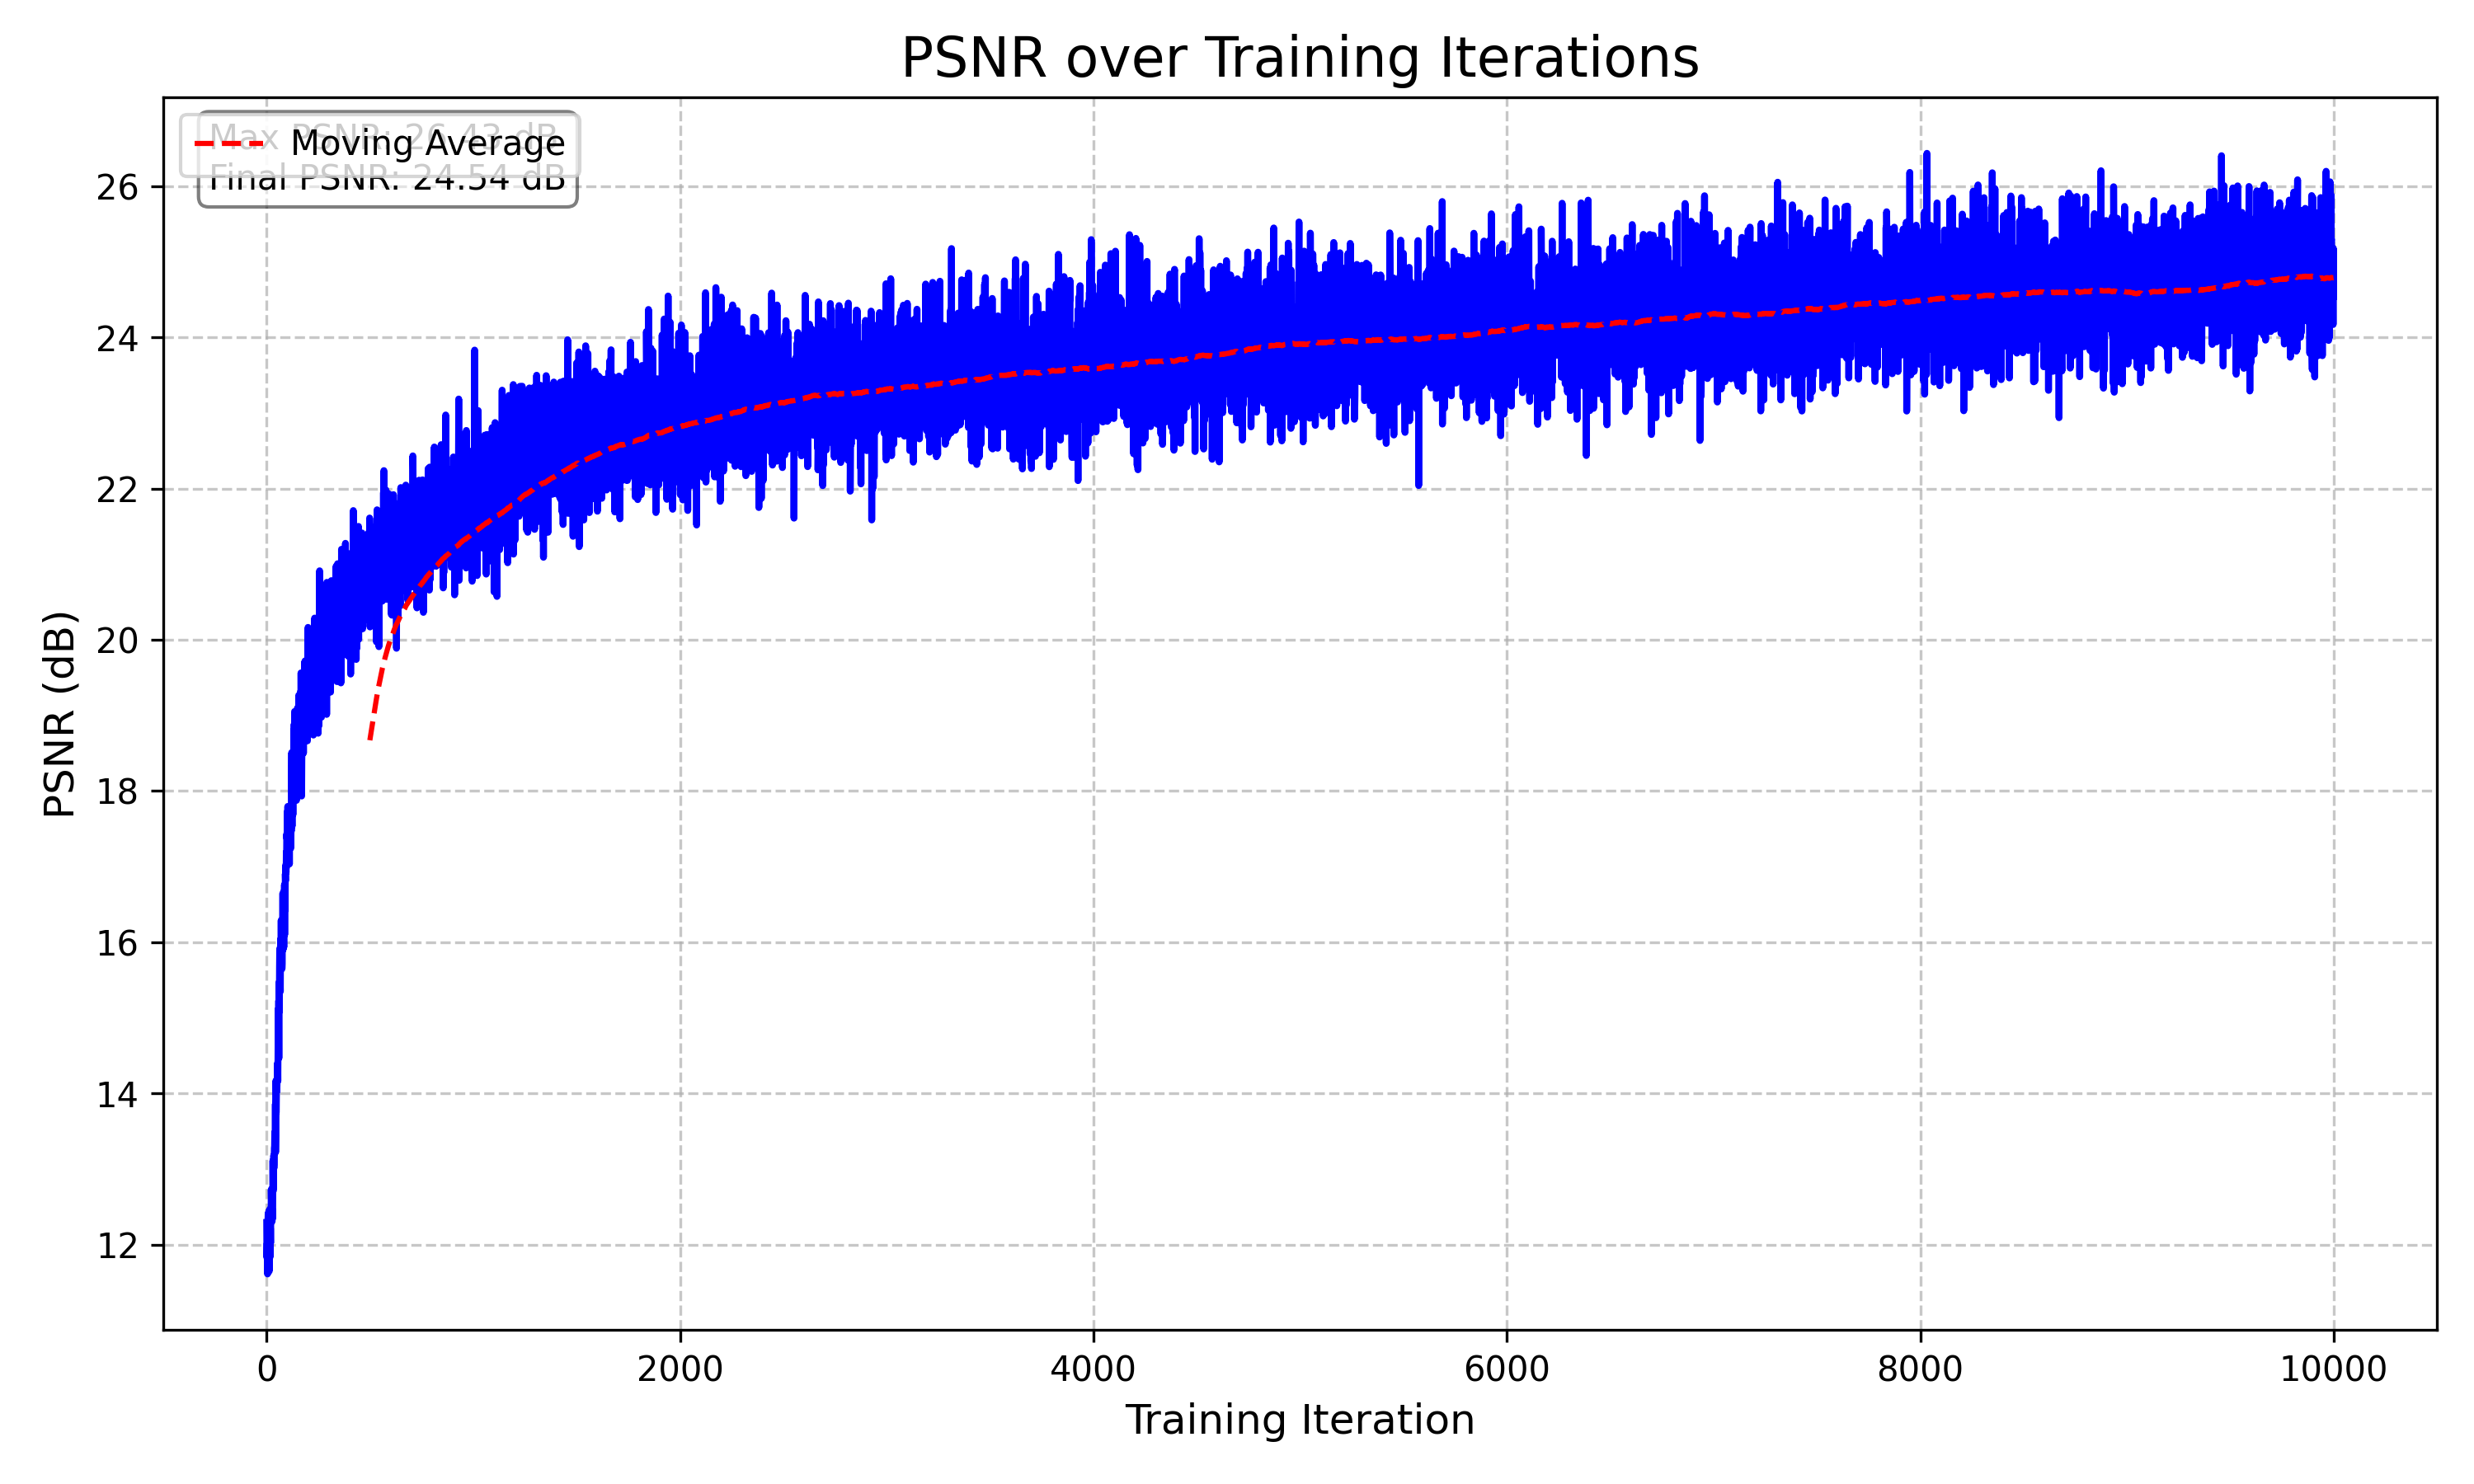 PSNR over Training Iterations
Max PSNR: 26.43 dB
Moving Average
Final PSNR: 24.54 dB
PSNR (dB)
26
24
22
20
18
16
14
12
0 2000 4000 6000 8000 10000
Training Iteration